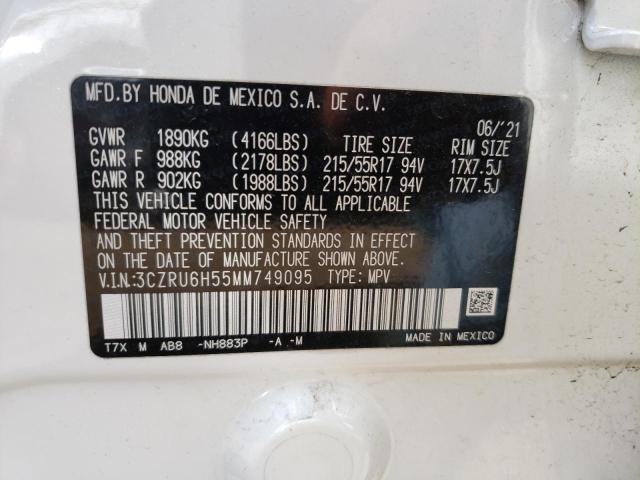 MFD.BY HONDA DE MEXICO S.A. DE C.V.
06/'21
GVWR 1890KG (4166LBS) TIRE SIZE RIM SIZE
GAWR F 988KG (2178LBS) 215/55R17 94V 17X7.5J
GAWR R 902KG (1988LBS) 215/55R17 94V 17X7.5J
THIS VEHICLE CONFORMS TO ALL APPLICABLE
FEDERAL MOTOR VEHICLE SAFETY
AND THEFT PREVENTION STANDARDS IN EFFECT
ON THE DATE OF MANUFACTURE SHOWN ABOVE.
V.I.N:3CZRU6H55MM749095 TYPE: MPV
T7X M AB8 -NH883P -A -M
MADE IN MEXICO